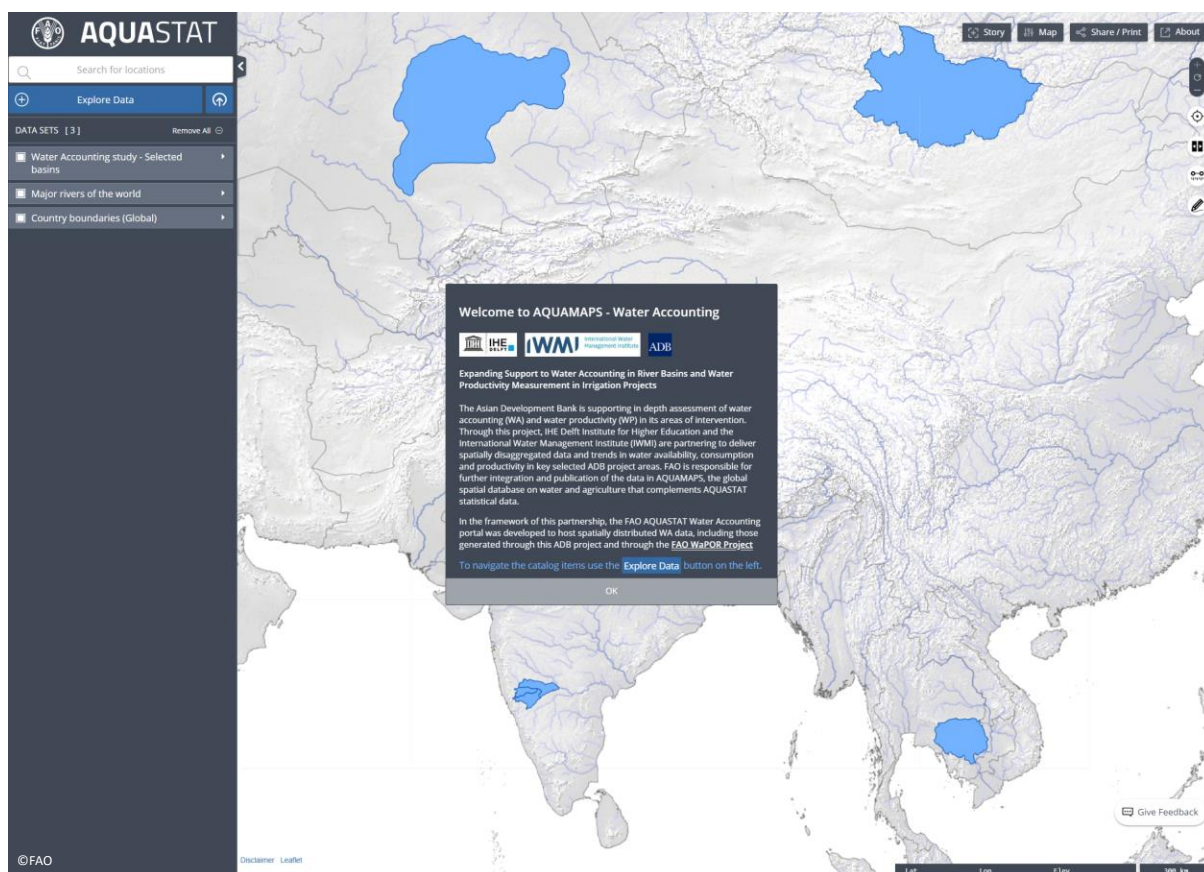 FAO
AQUASTAT
Search for locations
Explore Data
DATA SETS [ 3 ]
Remove All
Water Accounting study - Selected
basins
Major rivers of the world
Country boundaries (Global)
Story
Map
Share / Print
About
Welcome to AQUAMAPS - Water Accounting
IHE
DELFT
IWMI
International Water
Management Institute
ADB
Expanding Support to Water Accounting in River Basins and Water
Productivity Measurement in Irrigation Projects
The Asian Development Bank is supporting in depth assessment of water
accounting (WA) and water productivity (WP) in its areas of intervention.
Through this project, IHE Delft Institute for Higher Education and the
International Water Management Institute (IWMI) are partnering to deliver
spatially disaggregated data and trends in water availability, consumption
and productivity in key selected ADB project areas. FAO is responsible for
further integration and publication of the data in AQUAMAPS, the global
spatial database on water and agriculture that complements AQUASTAT
statistical data.
In the framework of this partnership, the FAO AQUASTAT Water Accounting
portal was developed to host spatially distributed WA data, including those
generated through this ADB project and through the FAO WaPOR Project
To navigate the catalog items use the Explore Data button on the left.
OK
Give Feedback
©FAO
Disclaimer Leaflet
Lat Lon Elev 300 km